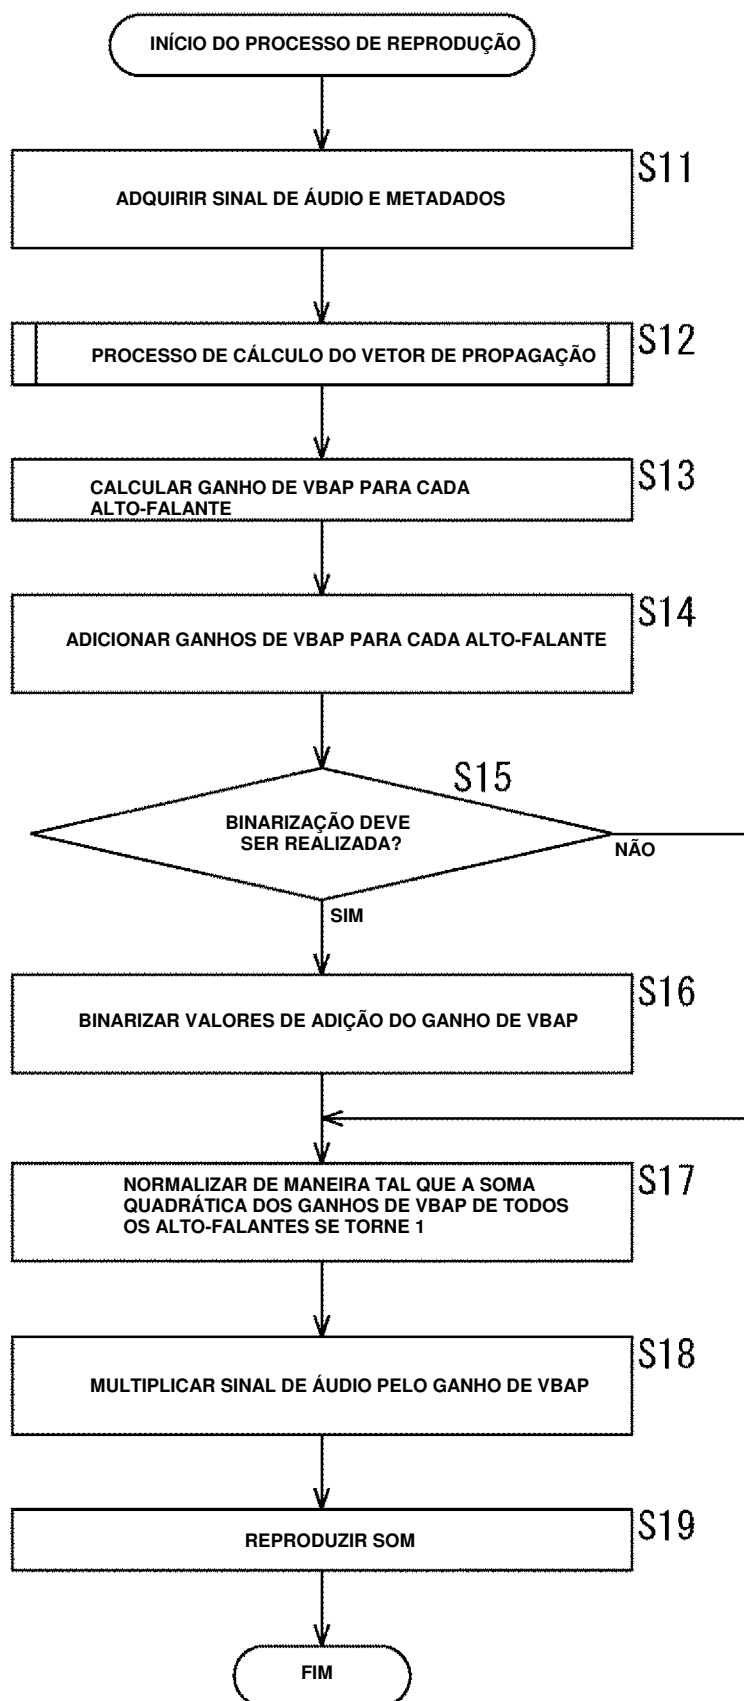 INÍCIO DO PROCESSO DE REPRODUÇÃO
S11
ADQUIRIR SINAL DE ÁUDIO E METADADOS
S12
PROCESSO DE CÁLCULO DO VETOR DE PROPAGAÇÃO
S13
CALCULAR GANHO DE VBAP PARA CADA
ALTO-FALANTE
S14
ADICIONAR GANHOS DE VBAP PARA CADA ALTO-FALANTE
S15
BINARIZAÇÃO DEVE
SER REALIZADA?
NÃO
SIM
S16
BINARIZAR VALORES DE ADIÇÃO DO GANHO DE VBAP
S17
NORMALIZAR DE MANEIRA TAL QUE A SOMA
QUADRÁTICA DOS GANHOS DE VBAP DE TODOS
OS ALTO-FALANTES SE TORNE 1
S18
MULTIPLICAR SINAL DE ÁUDIO PELO GANHO DE VBAP
S19
REPRODUZIR SOM
FIM